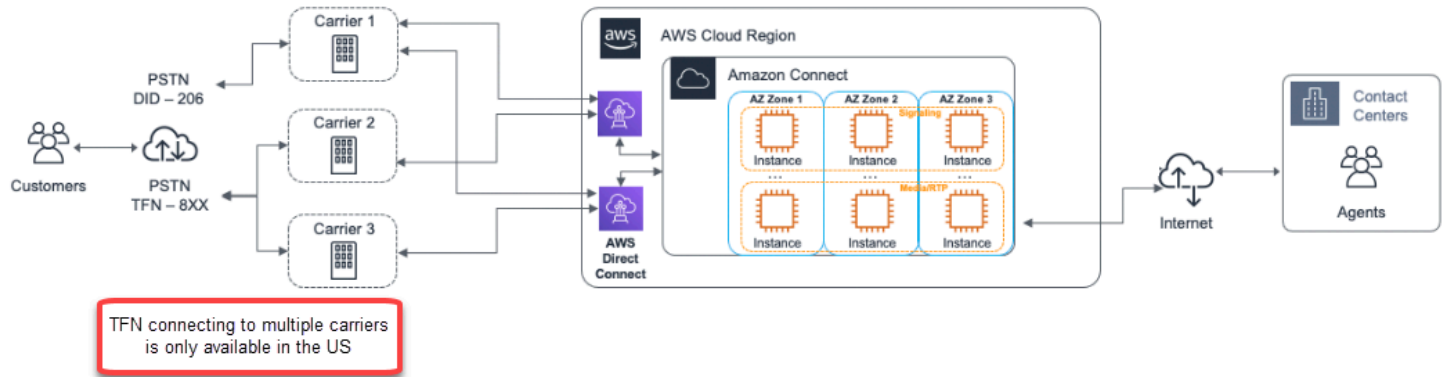 Customers
PSTN
DID – 206
PSTN
TFN – 8XX
Carrier 1
Carrier 2
Carrier 3
TFN connecting to multiple carriers
is only available in the US
aws
AWS Cloud Region
AWS
Direct
Connect
Amazon Connect
AZ Zone 1
AZ Zone 2
AZ Zone 3
Signaling
Instance
Instance
Instance
...
...
...
Media/RTP
Instance
Instance
Instance
Internet
Contact
Centers
Agents